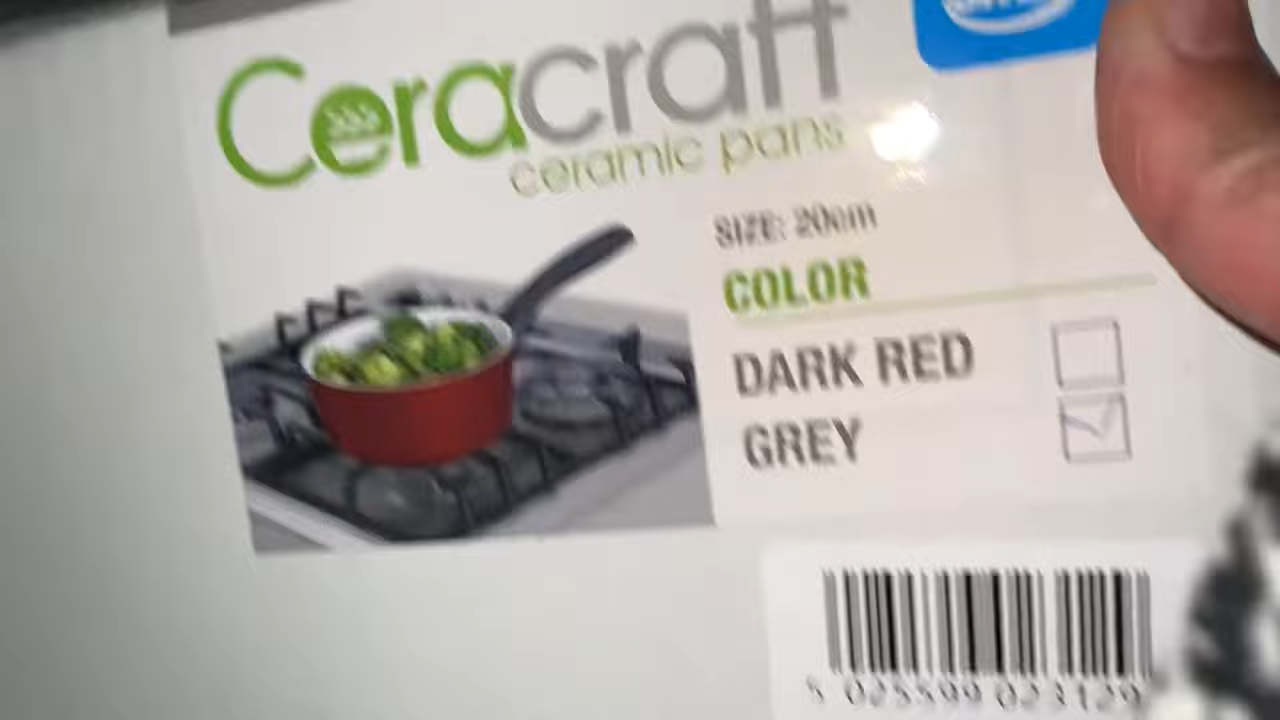 Ceracraft
ceramic pans
SIZE: 20cm
COLOR
DARK RED
GREY